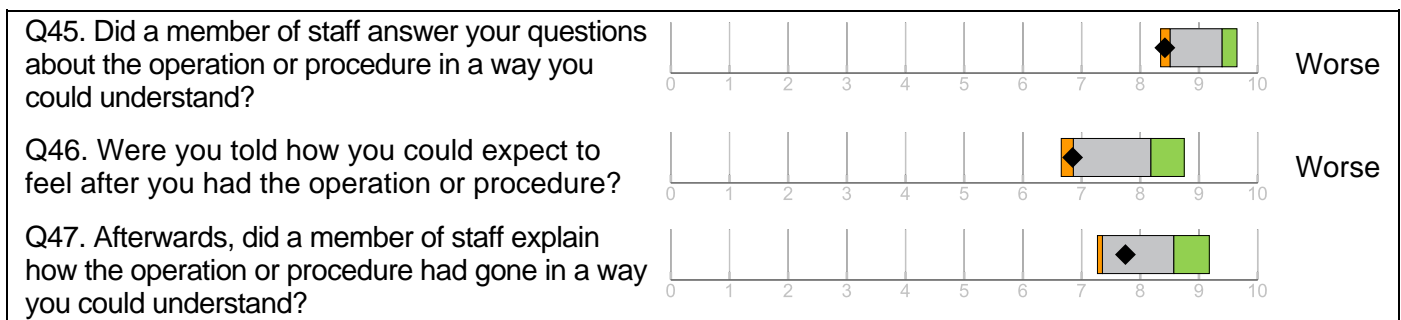 Q45. Did a member of staff answer your questions
about the operation or procedure in a way you
could understand?
0 1 2 3 4 5 6 7 8 9 10
Worse
Q46. Were you told how you could expect to
feel after you had the operation or procedure?
0 1 2 3 4 5 6 7 8 9 10
Worse
Q47. Afterwards, did a member of staff explain
how the operation or procedure had gone in a way
you could understand?
0 1 2 3 4 5 6 7 8 9 10